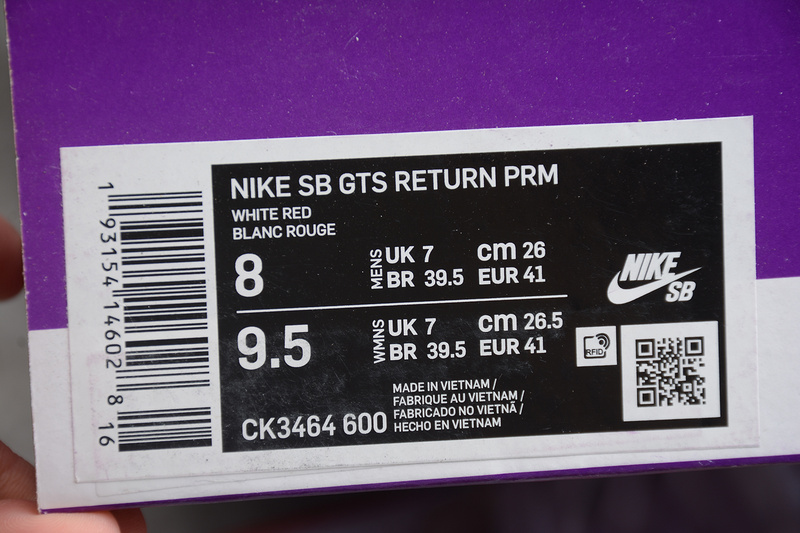 NIKE SB GTS RETURN PRM
WHITE RED
BLANC ROUGE
8
MENS
UK 7 cm 26
BR 39.5 EUR 41
9.5
WMNS
UK 7 cm 26.5
BR 39.5 EUR 41
CK3464 600
MADE IN VIETNAM /
FABRIQUE AU VIETNAM /
FABRICADO NO VIETNÃ /
HECHO EN VIETNAM
NIKE
SB
RFID
1 93154 14602 8 16